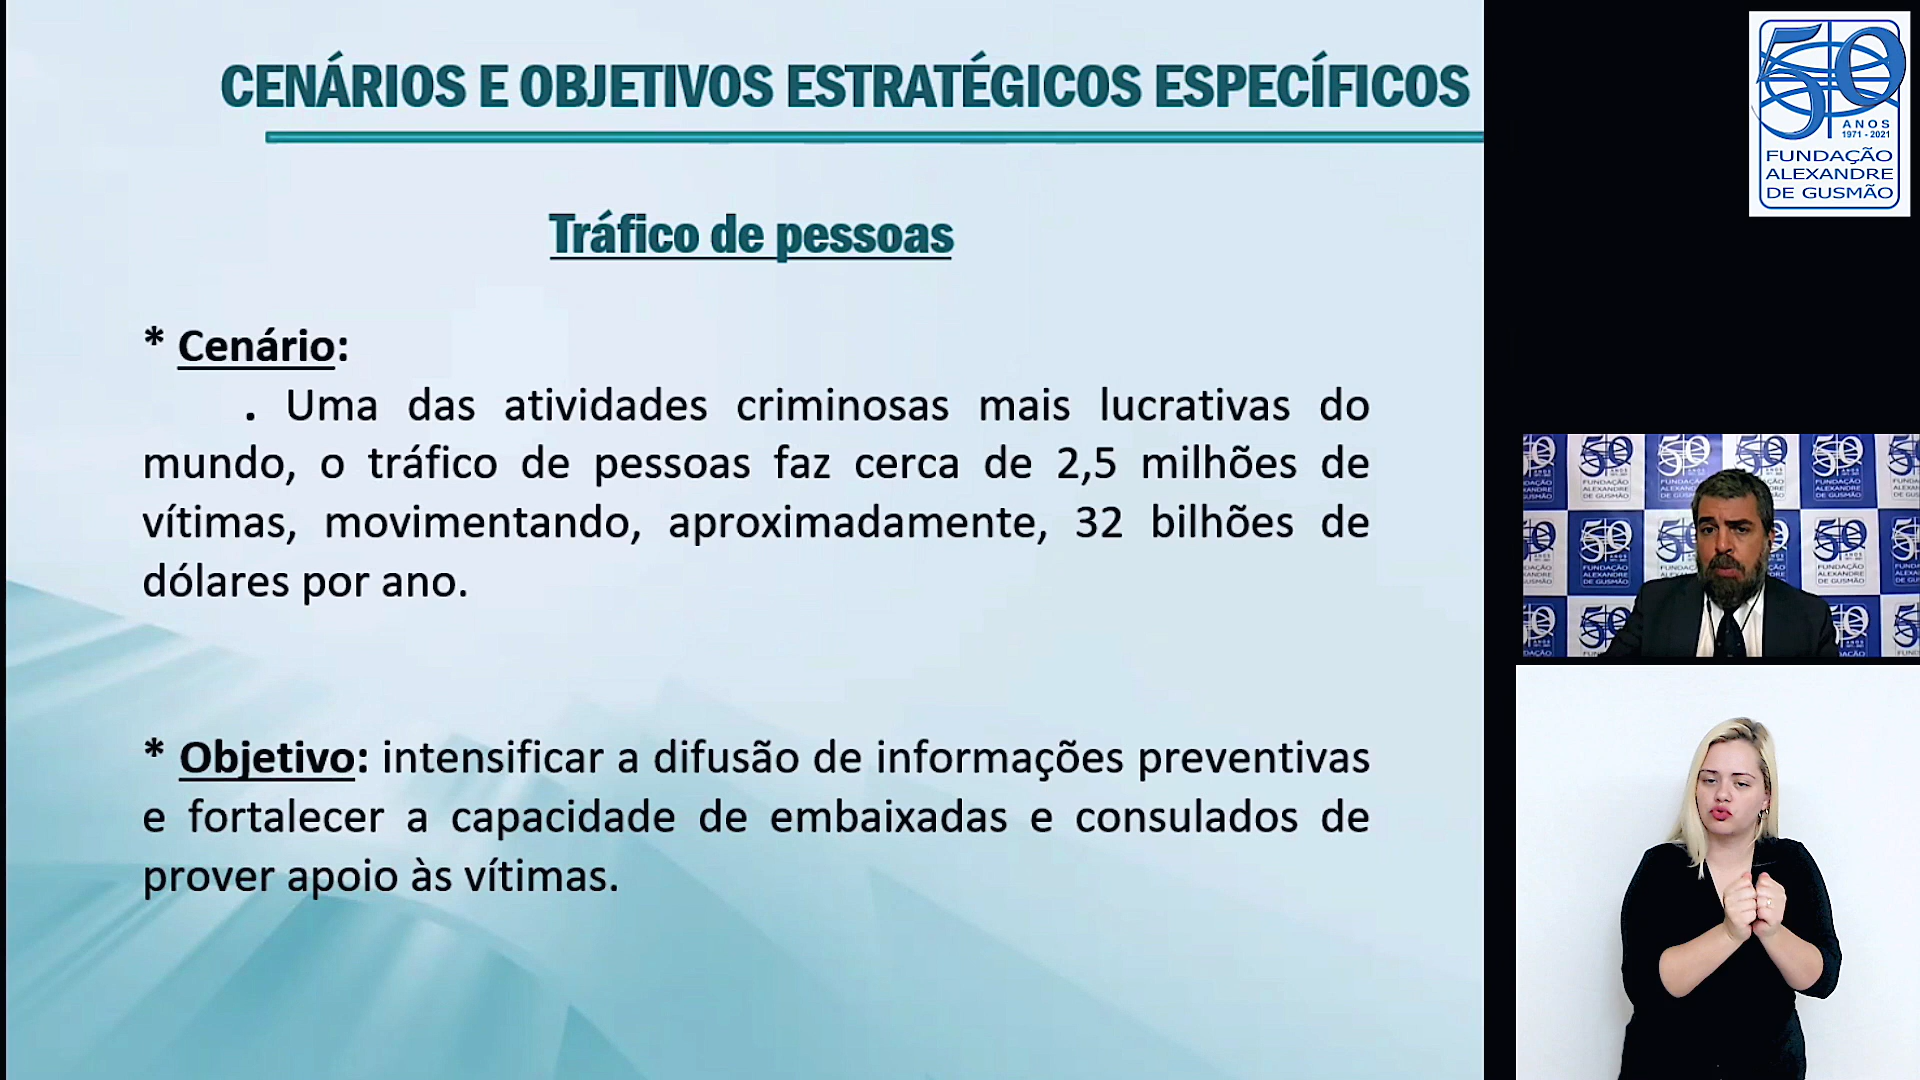 CENÁRIOS E OBJETIVOS ESTRATÉGICOS ESPECÍFICOS
Tráfico de pessoas
* Cenário:
. Uma das atividades criminosas mais lucrativas do
mundo, o tráfico de pessoas faz cerca de 2,5 milhões de
vítimas, movimentando, aproximadamente, 32 bilhões de
dólares por ano.
* Objetivo: intensificar a difusão de informações preventivas
e fortalecer a capacidade de embaixadas e consulados de
prover apoio às vítimas.
50
ANOS
1971 - 2021
FUNDAÇÃO
ALEXANDRE
DE GUSMÃO